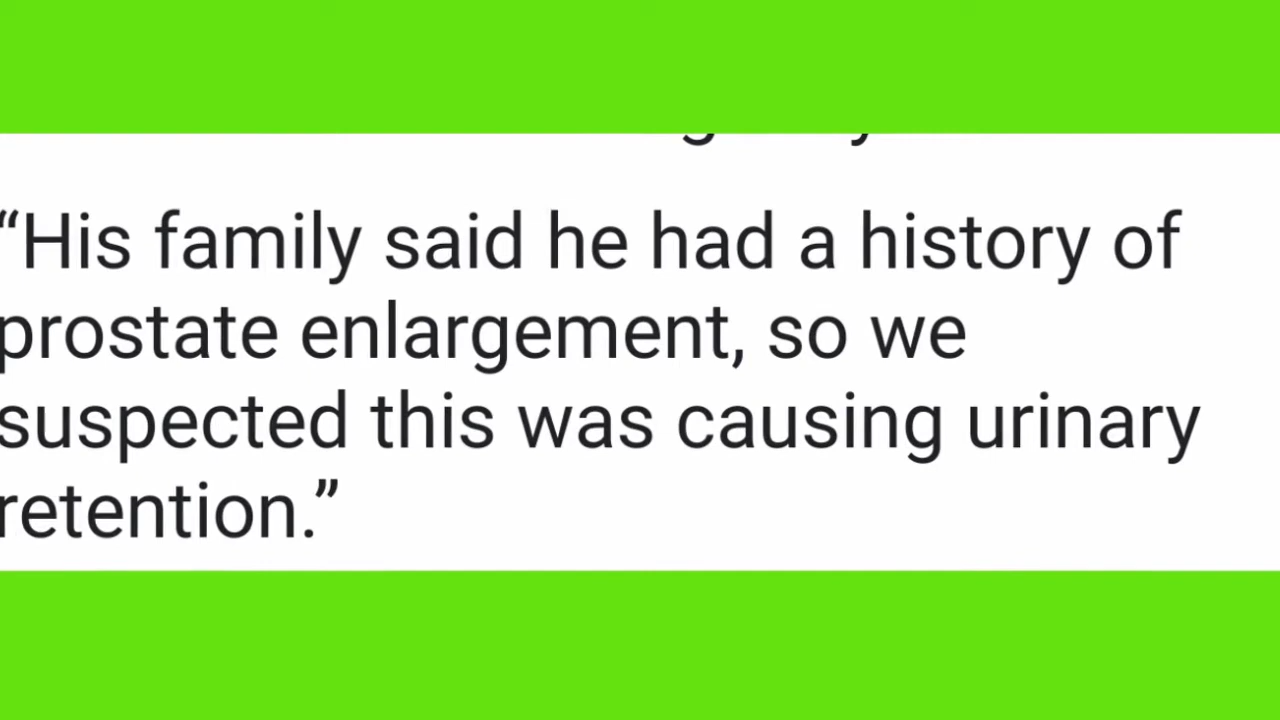 “His family said he had a history of
prostate enlargement, so we
suspected this was causing urinary
retention.”